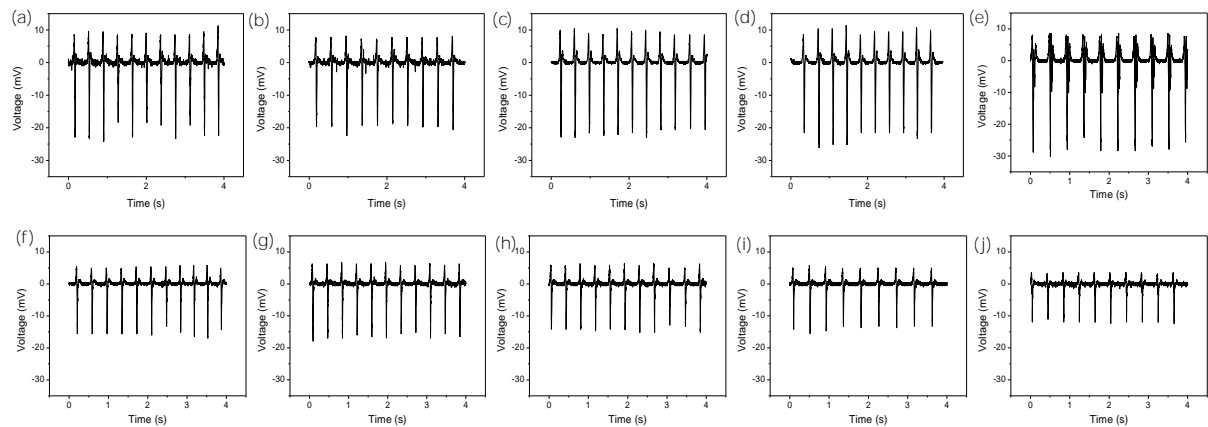 (a) (b) (c) (d) (e)
10 10 10 10 10
0 0 0 0 0
-10 -10 -10 -10 -10
-20 -20 -20 -20 -20
-30 -30 -30 -30 -30
Voltage (mV) Voltage (mV) Voltage (mV) Voltage (mV) Voltage (mV)
0 2 4 0 2 4 0 1 2 3 4 0 2 4 0 1 2 3 4
Time (s) Time (s) Time (s) Time (s) Time (s)
(f) (g) (h) (i) (j)
10 10 10 10 10
0 0 0 0 0
-10 -10 -10 -10 -10
-20 -20 -20 -20 -20
-30 -30 -30 -30 -30
Voltage (mV) Voltage (mV) Voltage (mV) Voltage (mV) Voltage (mV)
0 1 2 3 4 0 1 2 3 4 0 1 2 3 4 0 1 2 3 4 0 1 2 3 4
Time (s) Time (s) Time (s) Time (s) Time (s)